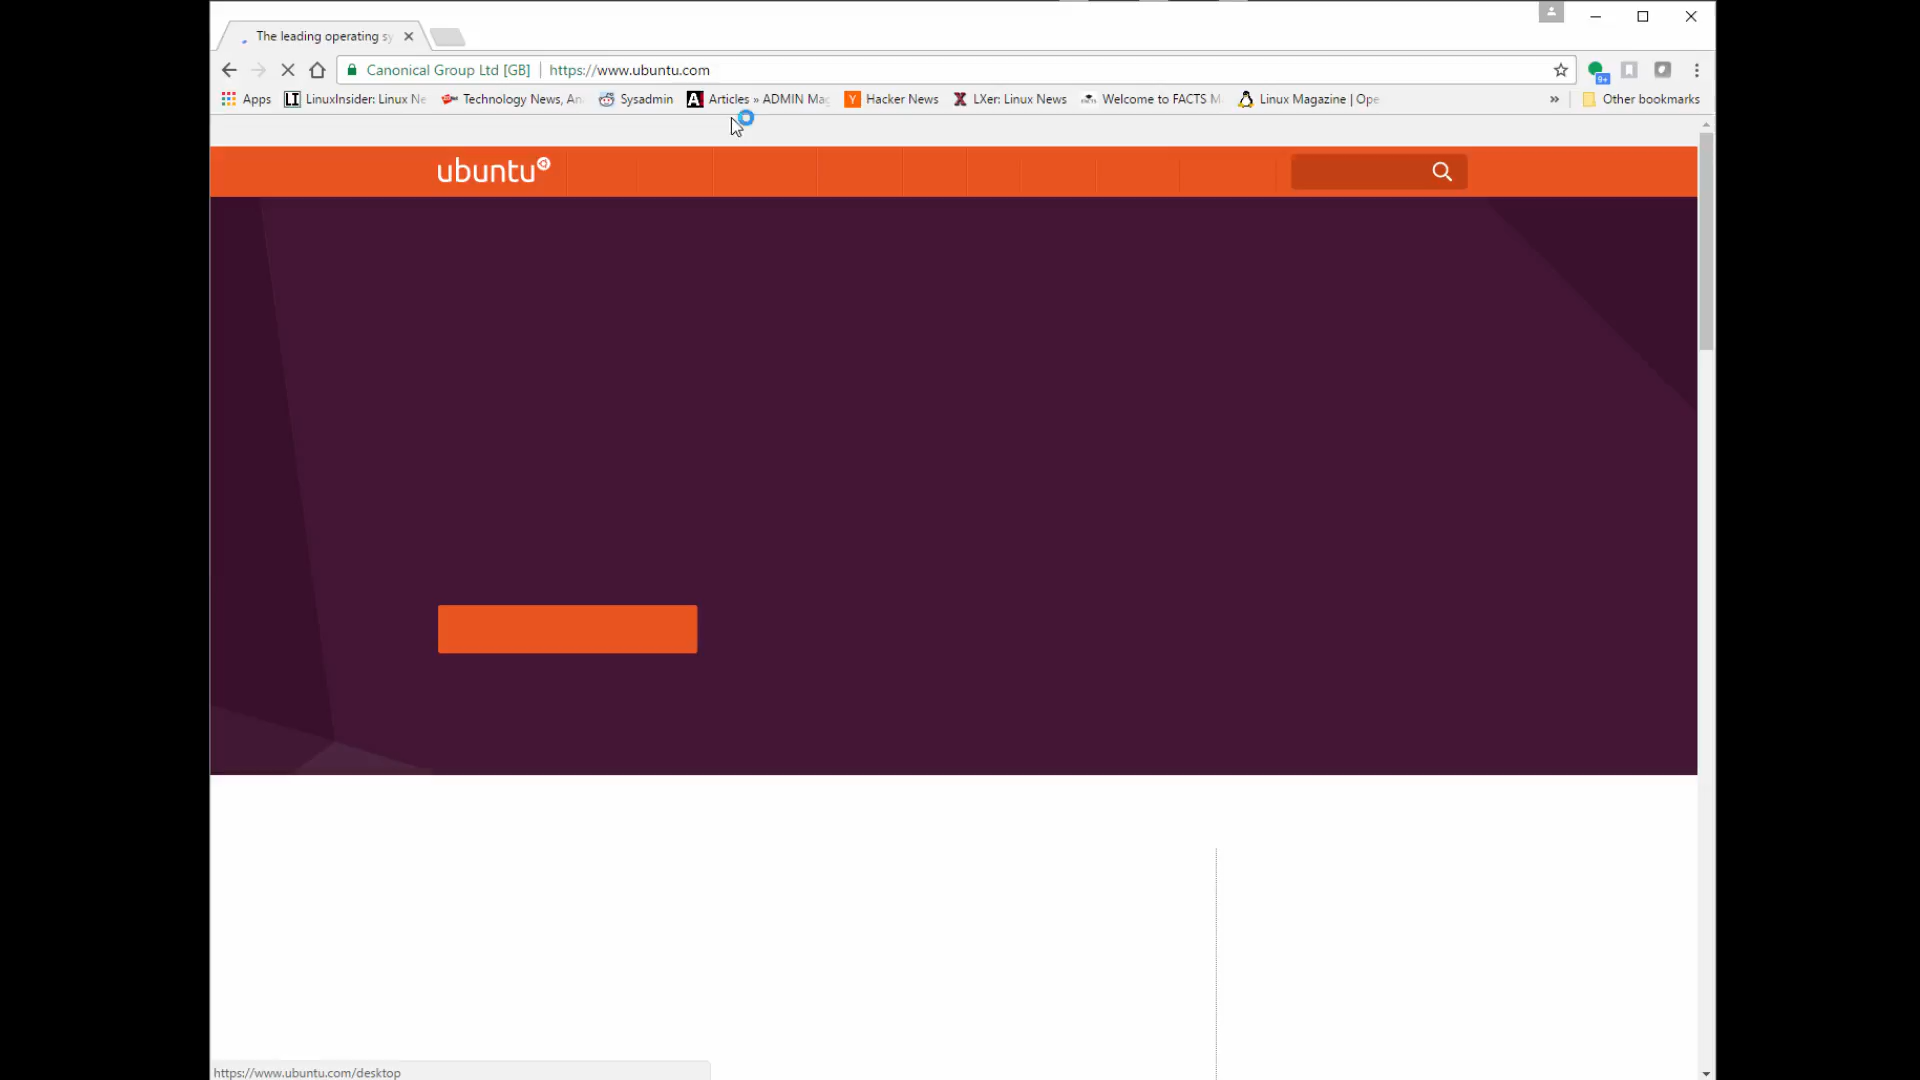 The leading operating sy
Canonical Group Ltd [GB] https://www.ubuntu.com
Apps LinuxInsider: Linux Ne Technology News, An Sysadmin Articles » ADMIN Mag Hacker News LXer: Linux News Welcome to FACTS M Linux Magazine | Ope » Other bookmarks
9+
ubuntu
https://www.ubuntu.com/desktop